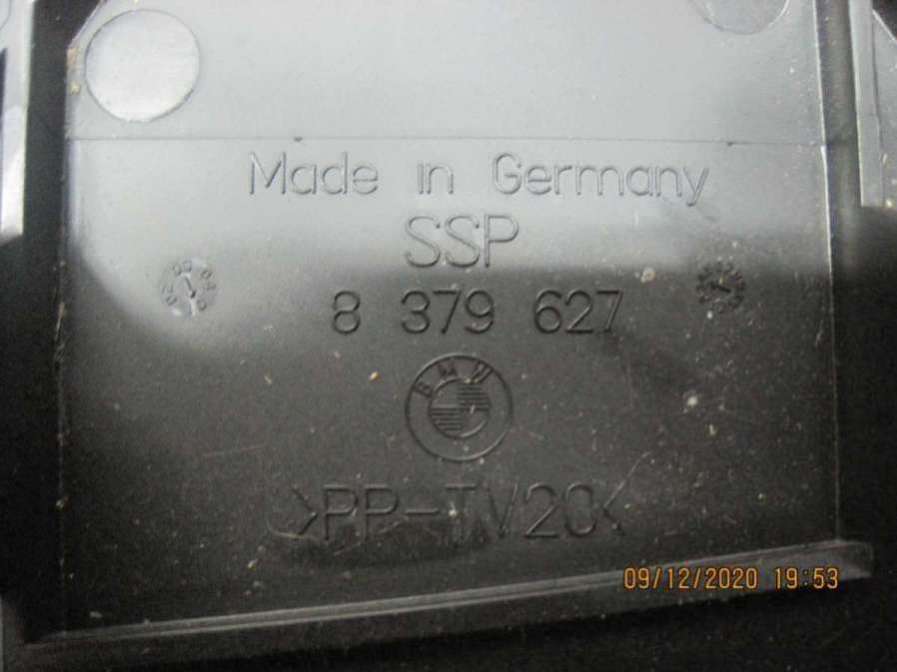 Made in Germany
SSP
8 379 627
BMW
>PP-TV20<
09/12/2020 19:53